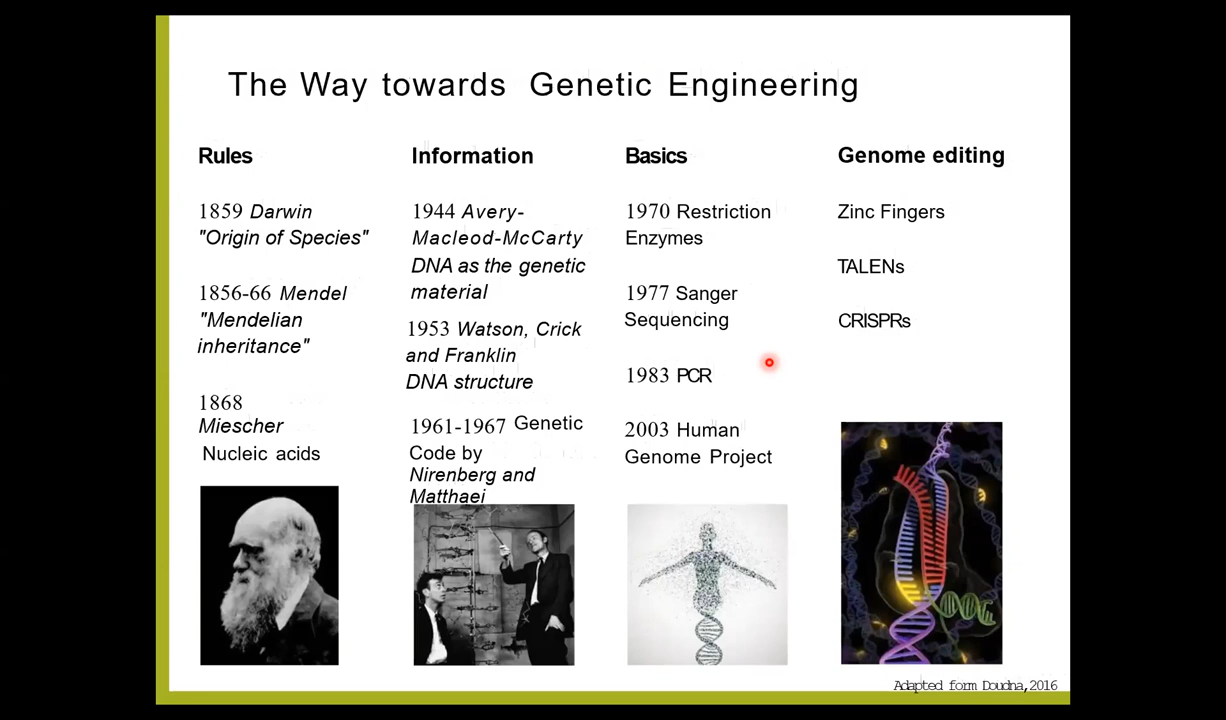 The Way towards Genetic Engineering
Rules
1859 Darwin
"Origin of Species"
1856-66 Mendel
"Mendelian
inheritance"
1868
Miescher
Nucleic acids
Information
1944 Avery-
Macleod-McCarty
DNA as the genetic
material
1953 Watson, Crick
and Franklin
DNA structure
1961-1967 Genetic
Code by
Nirenberg and
Matthaei
Basics
1970 Restriction
Enzymes
1977 Sanger
Sequencing
1983 PCR
2003 Human
Genome Project
Genome editing
Zinc Fingers
TALENs
CRISPRs
Adapted form Doudna,2016